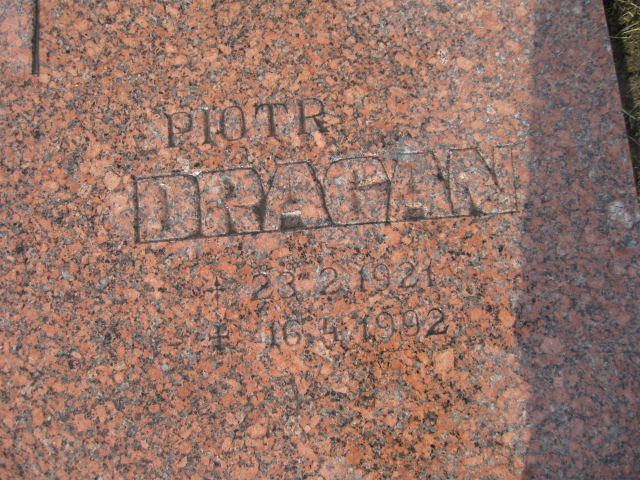 PIOTR
DRAGAN
+ 23.2.1921
+ 16.4.1992